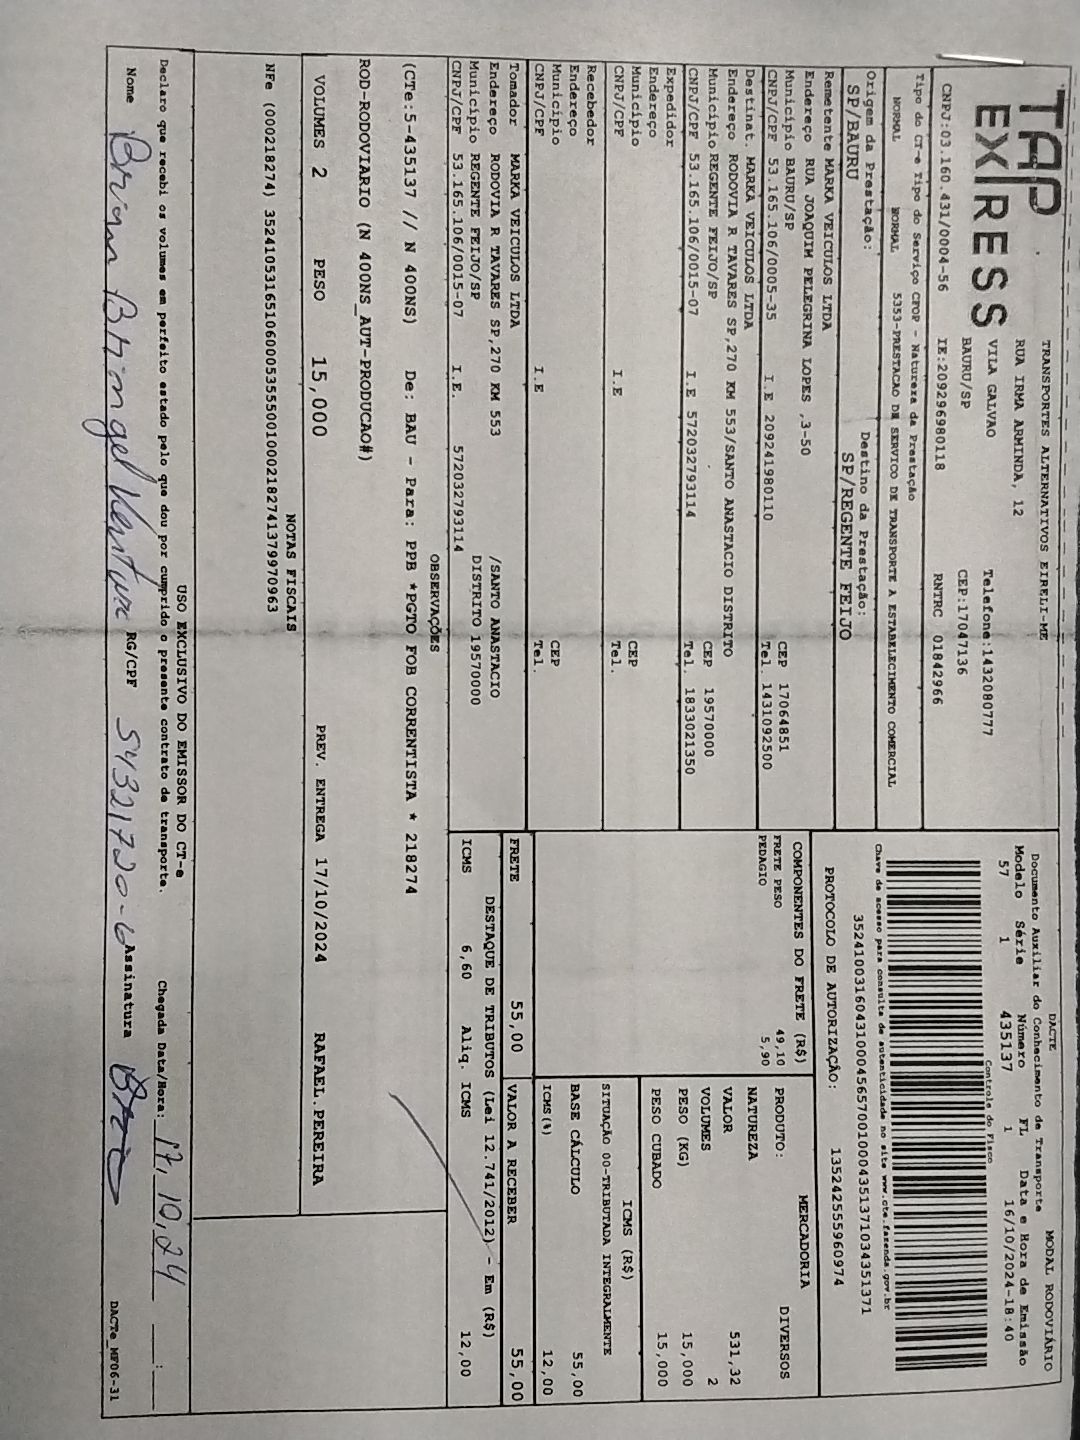 TAP
EXPRESS
TRANSPORTES ALTERNATIVOS EIRELI-ME
RUA IRMA ARMINDA, 12
VILA GALVAO Telefone:1432080777
BAURU/SP CEP:17047136
CNPJ:03.160.431/0004-56 IE:209296980118 RNTRC 01842966
Tipo do CT-e Tipo do Serviço CFOP - Natureza da Prestação
NORMAL NORMAL 5353-PRESTACAO DE SERVICO DE TRANSPORTE A ESTABELECIMENTO COMERCIAL
Origem da Prestação: Destino da Prestação:
SP/BAURU SP/REGENTE FEIJO
Remetente MARKA VEICULOS LTDA
Endereço RUA JOAQUIM PELEGRINA LOPES ,3-50
Município BAURU/SP CEP 17064851
CNPJ/CPF 53.165.106/0005-35 I.E 209241980110 Tel. 1431092500
Destinat. MARKA VEICULOS LTDA
Endereço RODOVIA R TAVARES SP,270 KM 553/SANTO ANASTACIO DISTRITO
Município REGENTE FEIJO/SP CEP 19570000
CNPJ/CPF 53.165.106/0015-07 I.E 572032793114 Tel. 1833021350
Expedidor
Endereço
Município CEP
CNPJ/CPF I.E Tel.
Recebedor
Endereço
Município CEP
CNPJ/CPF I.E Tel.
Tomador MARKA VEICULOS LTDA
Endereço RODOVIA R TAVARES SP,270 KM 553 /SANTO ANASTACIO
Município REGENTE FEIJO/SP DISTRITO 19570000
CNPJ/CPF 53.165.106/0015-07 I.E. 572032793114
DACTE MODAL RODOVIÁRIO
Documento Auxiliar do Conhecimento de Transporte
Modelo Série Número FL Data e Hora de Emissão
57 1 435137 1 16/10/2024-18:40
Controle do Fisco
Chave de acesso para consulta de autenticidade no site www.cte.fazenda.gov.br
35241003160431000456570010004351371034351371
PROTOCOLO DE AUTORIZAÇÃO: 135242555960974
COMPONENTES DO FRETE (R$)
FRETE PESO 49,10
PEDAGIO 5,90
MERCADORIA
PRODUTO: DIVERSOS
NATUREZA
VALOR 531,32
VOLUMES 2
PESO (KG) 15,000
PESO CUBADO 15,000
ICMS (R$)
SITUAÇÃO 00-TRIBUTADA INTEGRALMENTE
BASE CÁLCULO 55,00
ICMS(%) 12,00
FRETE 55,00 VALOR A RECEBER 55,00
DESTAQUE DE TRIBUTOS (Lei 12.741/2012) - Em (R$)
ICMS 6,60 Aliq. ICMS 12,00
OBSERVAÇÕES
(CTe:5-435137 // N 400NS) De: BAU - Para: PPB *PGTO FOB CORRENTISTA * 218274
ROD-RODOVIARIO (N 400NS_AUT-PRODUCAO#)
VOLUMES 2 PESO 15,000 PREV. ENTREGA 17/10/2024 RAFAEL.PEREIRA
NOTAS FISCAIS
NFe (000218274) 35241053165106000535550010002182741379970963
USO EXCLUSIVO DO EMISSOR DO CT-e
Declaro que recebi os volumes em perfeito estado pelo que dou por cumprido o presente contrato de transporte. Chegada Data/Hora: 17, 10, 24 :
Nome RG/CPF 54321720-6 Assinatura
DACTe_MF06-31